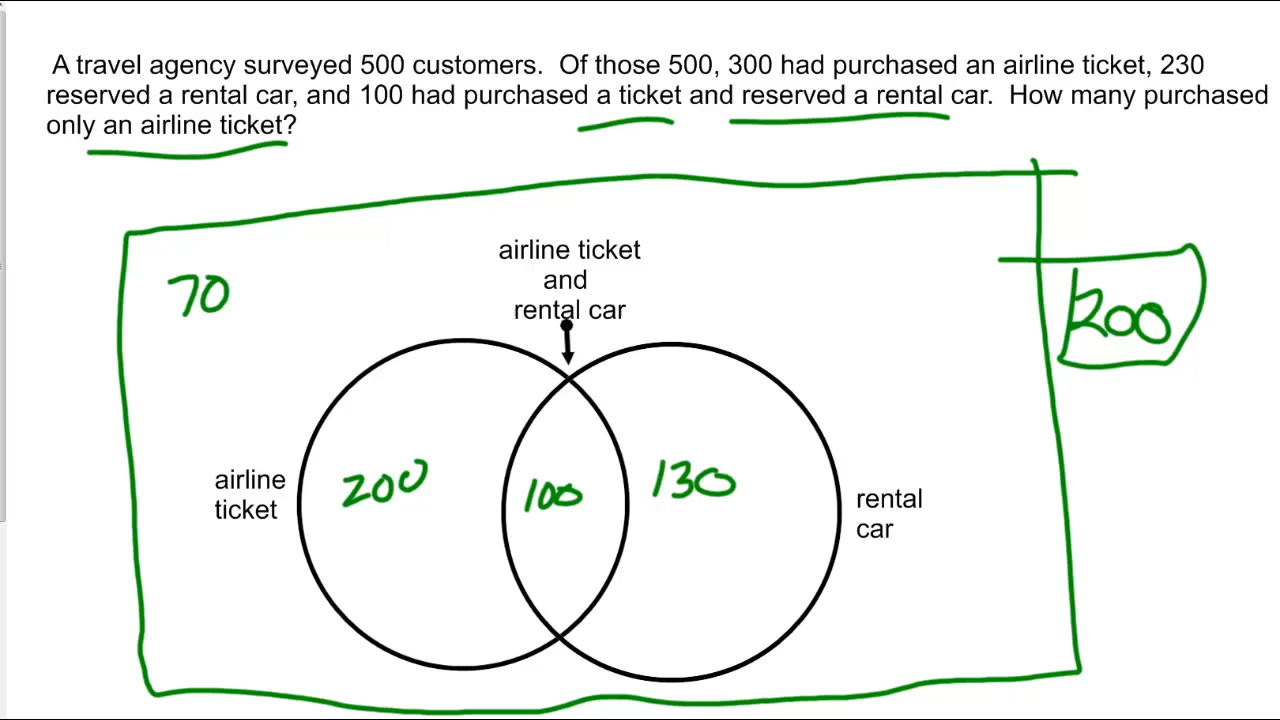 A travel agency surveyed 500 customers. Of those 500, 300 had purchased an airline ticket, 230
reserved a rental car, and 100 had purchased a ticket and reserved a rental car. How many purchased
only an airline ticket?
airline ticket
and
rental car
70
200
airline
ticket
200
100
130
rental
car